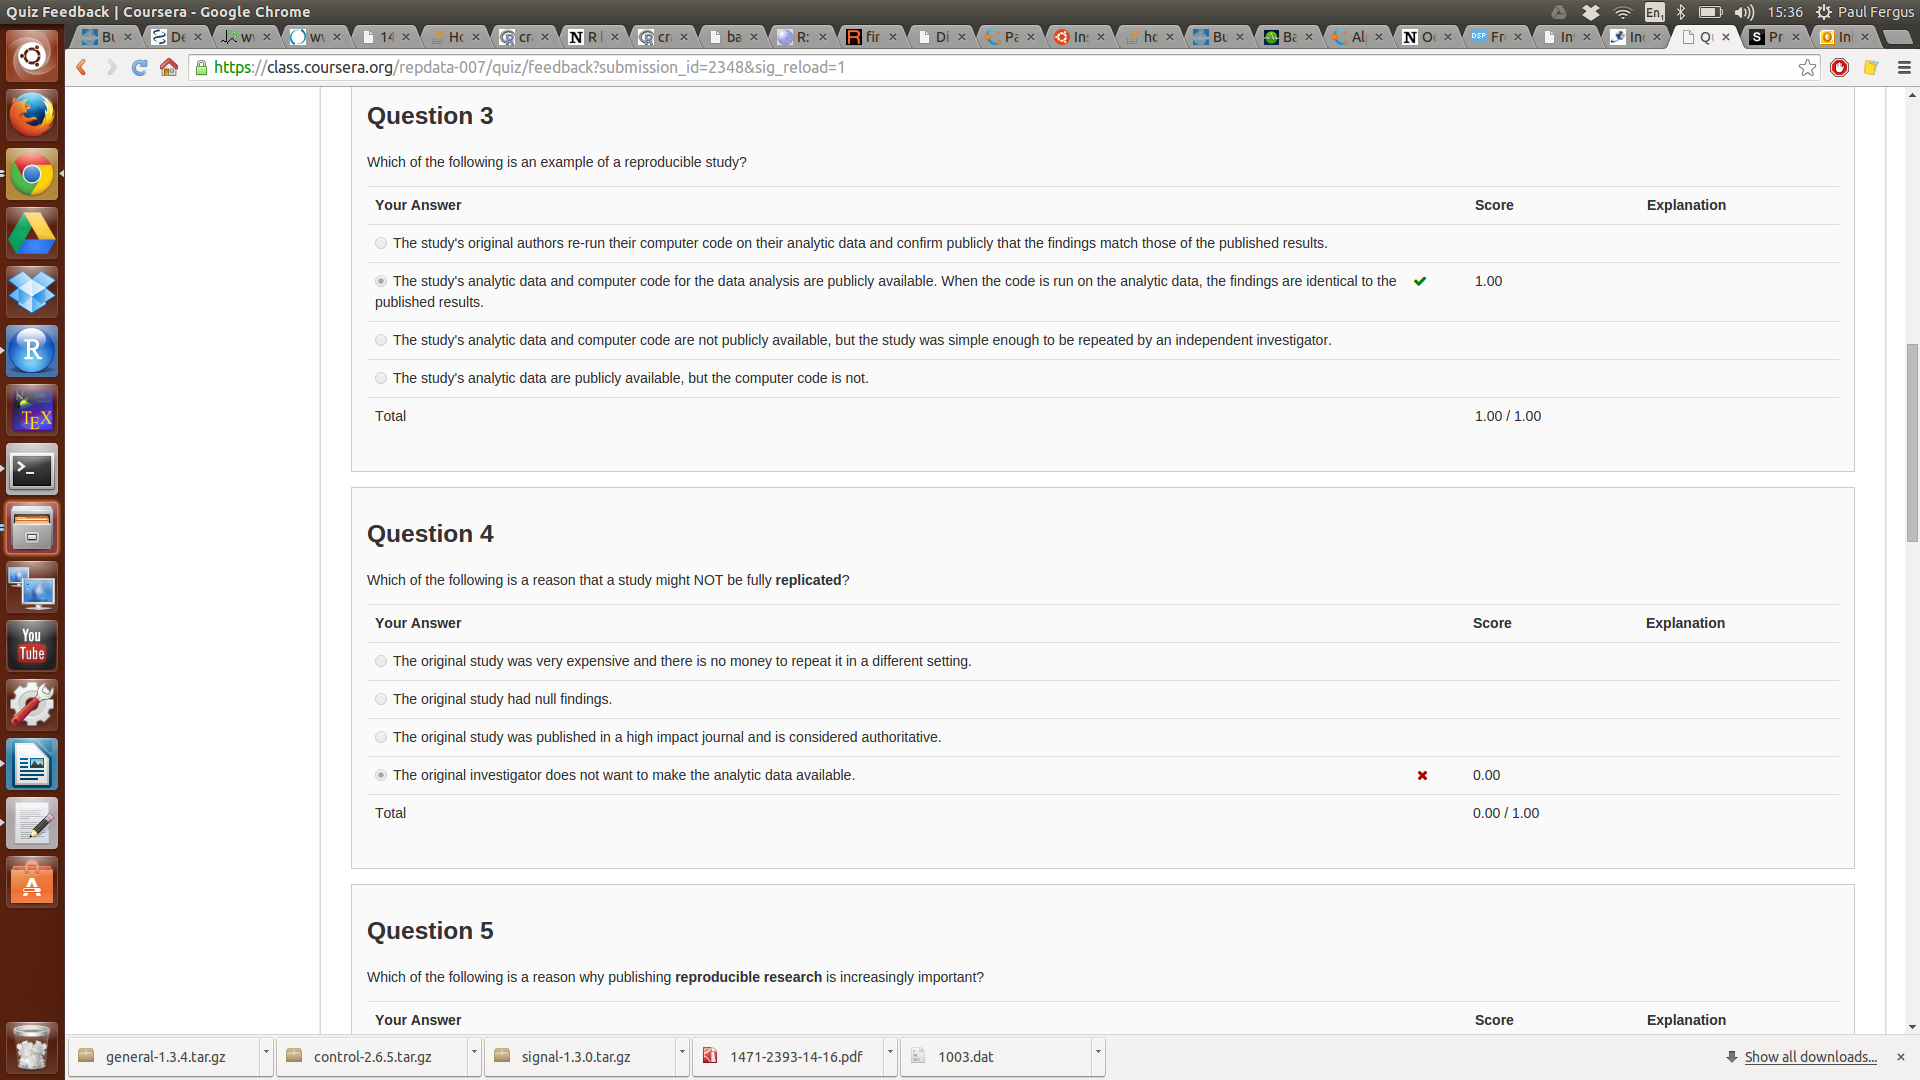 Quiz Feedback | Coursera - Google Chrome
En1
15:36
Paul Fergus
Bu
De
wv
wv
14
Ho
cr
R I
cr
ba
R:
fir
Di
Pa
In
ho
Bu
Ba
Al
Fr
In
Qu
Pr
https://class.coursera.org/repdata-007/quiz/feedback?submission_id=2348&sig_reload=1
Question 3
Which of the following is an example of a reproducible study?
Your Answer Score Explanation
The study's original authors re-run their computer code on their analytic data and confirm publicly that the findings match those of the published results.
The study's analytic data and computer code for the data analysis are publicly available. When the code is run on the analytic data, the findings are identical to the 1.00
published results.
The study's analytic data and computer code are not publicly available, but the study was simple enough to be repeated by an independent investigator.
The study's analytic data are publicly available, but the computer code is not.
Total 1.00 / 1.00
Question 4
Which of the following is a reason that a study might NOT be fully replicated?
Your Answer Score Explanation
The original study was very expensive and there is no money to repeat it in a different setting.
The original study had null findings.
The original study was published in a high impact journal and is considered authoritative.
The original investigator does not want to make the analytic data available. 0.00
Total 0.00 / 1.00
Question 5
Which of the following is a reason why publishing reproducible research is increasingly important?
Your Answer Score Explanation
R
TEX
You
Tube
general-1.3.4.tar.gz
control-2.6.5.tar.gz
signal-1.3.0.tar.gz
1471-2393-14-16.pdf
1003.dat
Show all downloads...